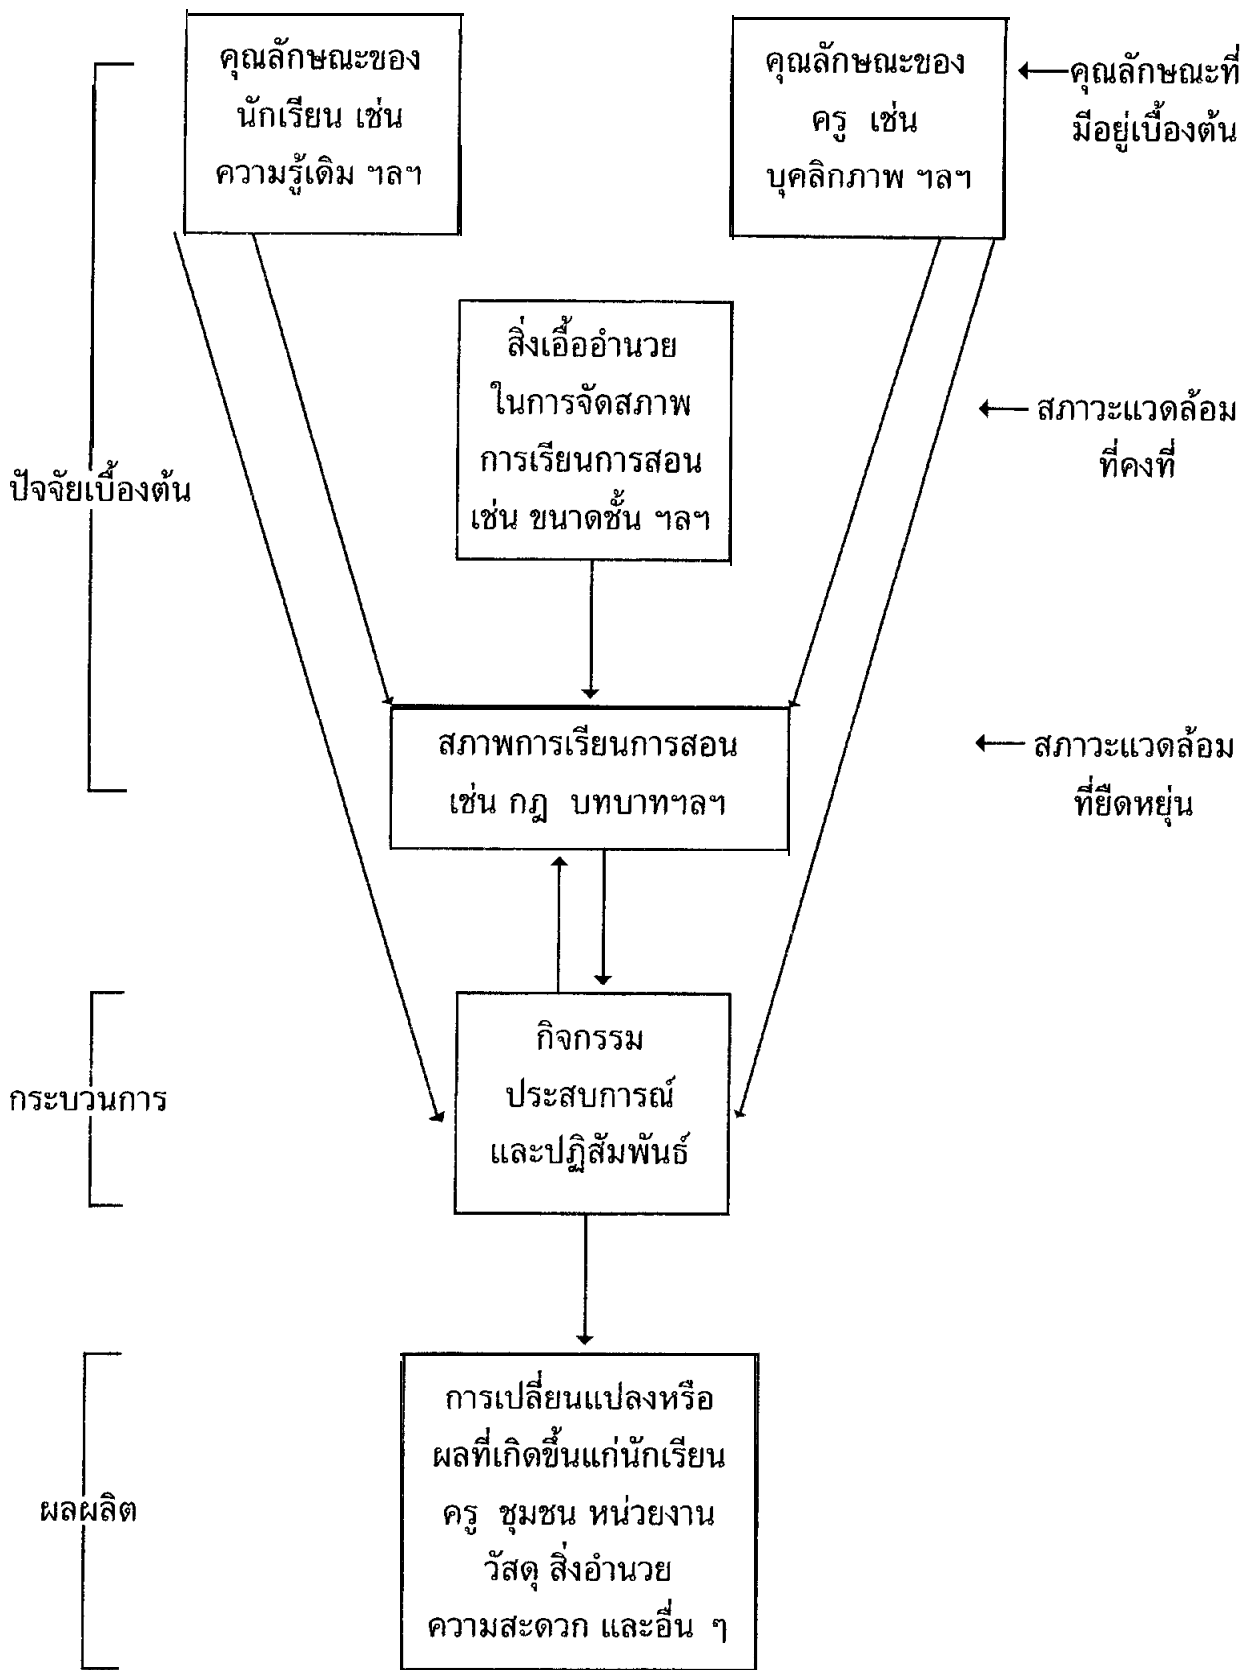 คุณลักษณะของ
นักเรียน เช่น
ความรู้เดิม ฯลฯ
คุณลักษณะของ
ครู เช่น
บุคลิกภาพ ฯลฯ
คุณลักษณะที่
มีอยู่เบื้องต้น
สิ่งเอื้ออำนวย
ในการจัดสภาพ
การเรียนการสอน
เช่น ขนาดชั้น ฯลฯ
สภาวะแวดล้อม
ที่คงที่
ปัจจัยเบื้องต้น
สภาพการเรียนการสอน
เช่น กฎ บทบาทฯลฯ
สภาวะแวดล้อม
ที่ยืดหยุ่น
กระบวนการ
กิจกรรม
ประสบการณ์
และปฏิสัมพันธ์
ผลผลิต
การเปลี่ยนแปลงหรือ
ผลที่เกิดขึ้นแก่นักเรียน
ครู ชุมชน หน่วยงาน
วัสดุ สิ่งอำนวย
ความสะดวก และอื่น ๆ